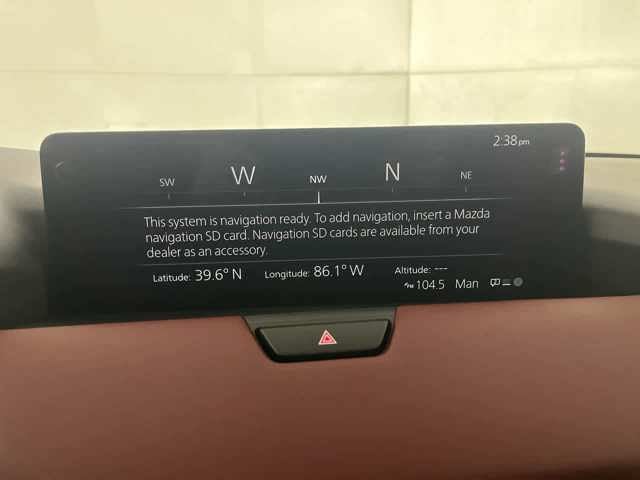 2:38pm
SW W NW N NE
This system is navigation ready. To add navigation, insert a Mazda
navigation SD card. Navigation SD cards are available from your
dealer as an accessory.
Latitude: 39.6° N Longitude: 86.1° W Altitude: ---
104.5 Man